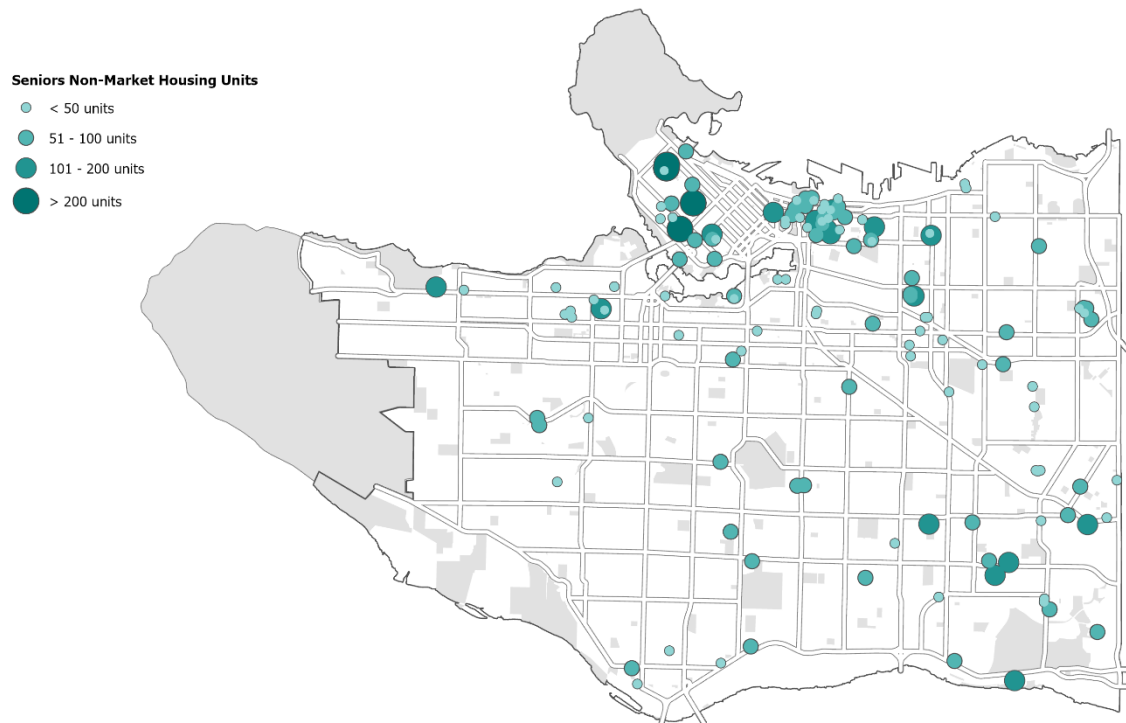 Seniors Non-Market Housing Units
< 50 units
51 - 100 units
101 - 200 units
> 200 units